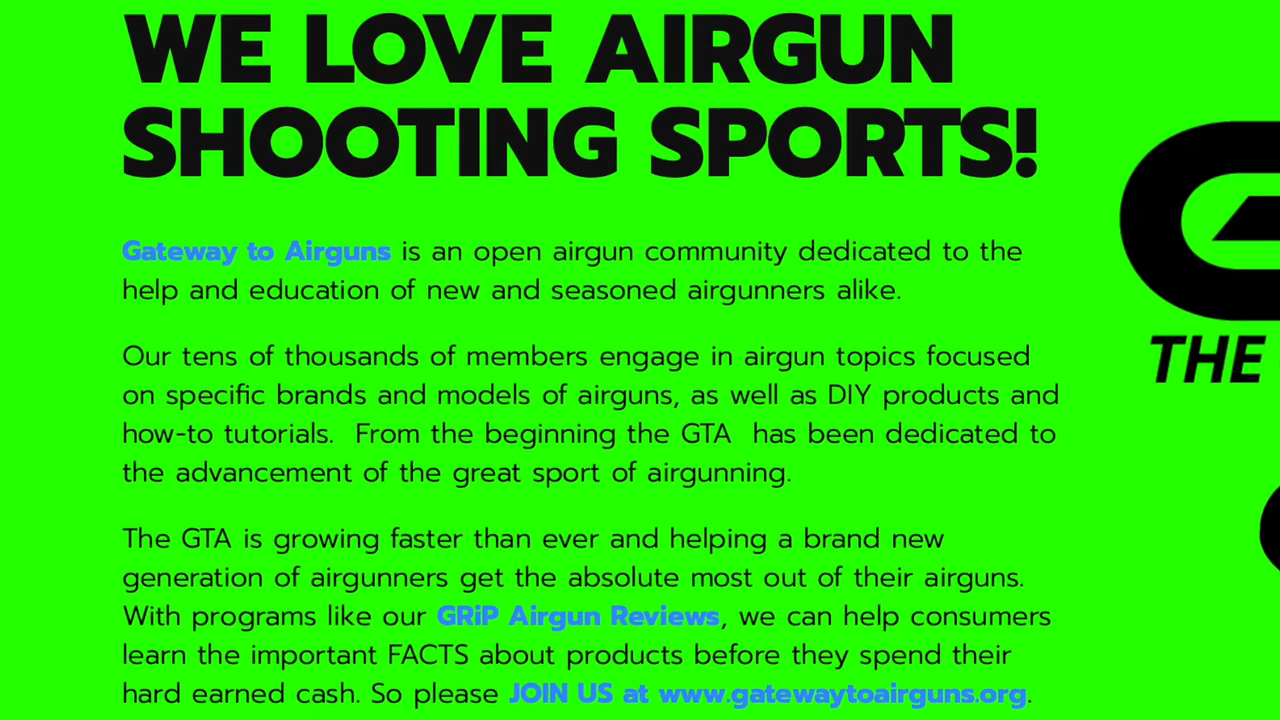 WE LOVE AIRGUN
SHOOTING SPORTS!
Gateway to Airguns is an open airgun community dedicated to the
help and education of new and seasoned airgunners alike.
Our tens of thousands of members engage in airgun topics focused
on specific brands and models of airguns, as well as DIY products and
how-to tutorials.  From the beginning the GTA  has been dedicated to
the advancement of the great sport of airgunning.
The GTA is growing faster than ever and helping a brand new
generation of airgunners get the absolute most out of their airguns.
With programs like our GRiP Airgun Reviews, we can help consumers
learn the important FACTS about products before they spend their
hard earned cash. So please JOIN US at www.gatewaytoairguns.org.
THE